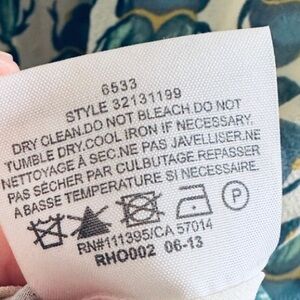 6533
STYLE 32131199
DRY CLEAN.DO NOT BLEACH.DO NOT
TUMBLE DRY.COOL IRON IF NECESSARY.
NETTOYAGE À SEC.NE PAS JAVELLISER.NE
PAS SÉCHER PAR CULBUTAGE.REPASSER
A BASSE TEMPERATURE SI NECESSAIRE.
P
RN#111395/CA 57014
RHO002 06-13